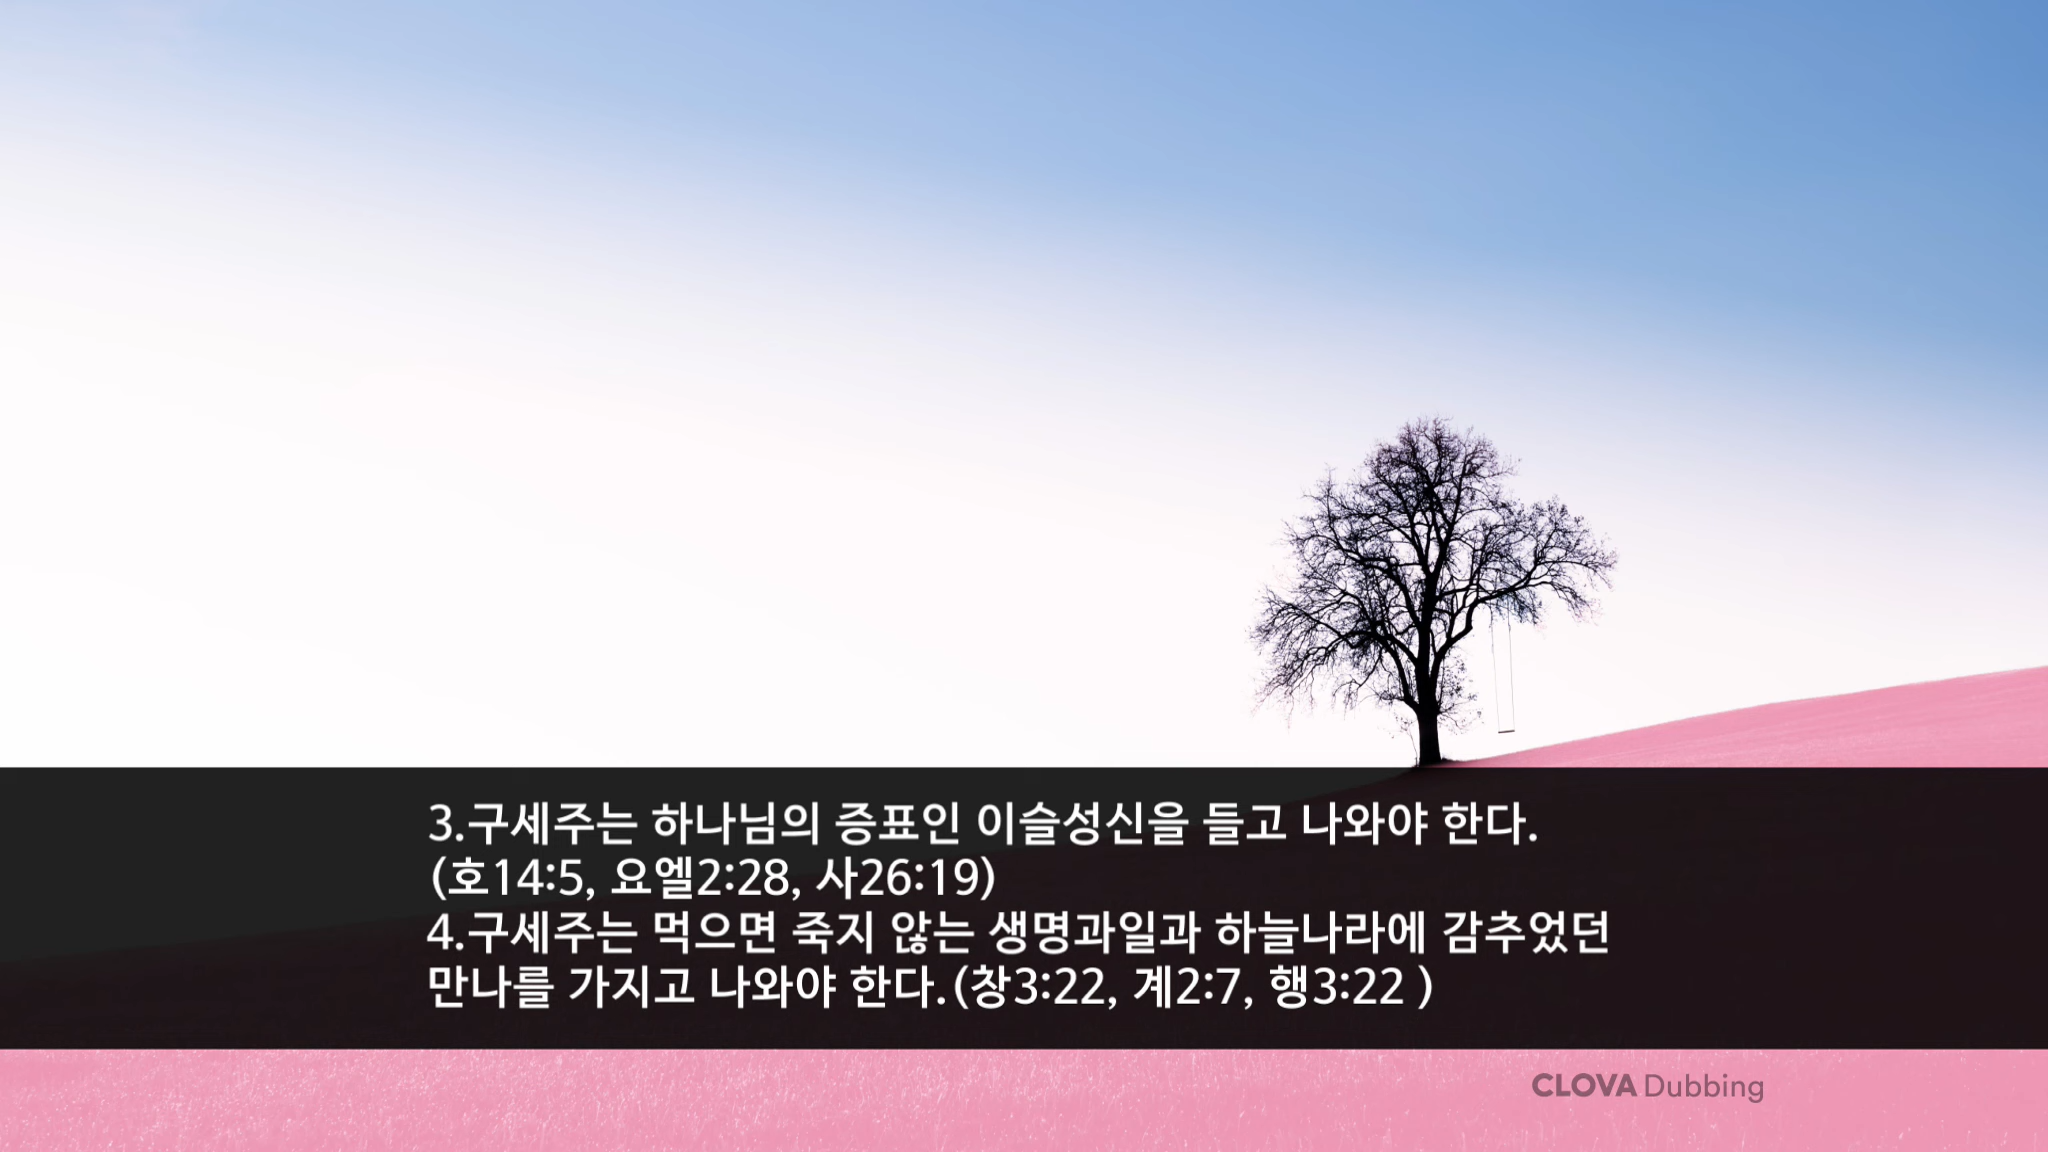 3.구세주는 하나님의 증표인 이슬성신을 들고 나와야 한다.
(호14:5, 요엘2:28, 사26:19)
4.구세주는 먹으면 죽지 않는 생명과일과 하늘나라에 감추었던
만나를 가지고 나와야 한다.(창3:22, 계2:7, 행3:22 )
CLOVA Dubbing